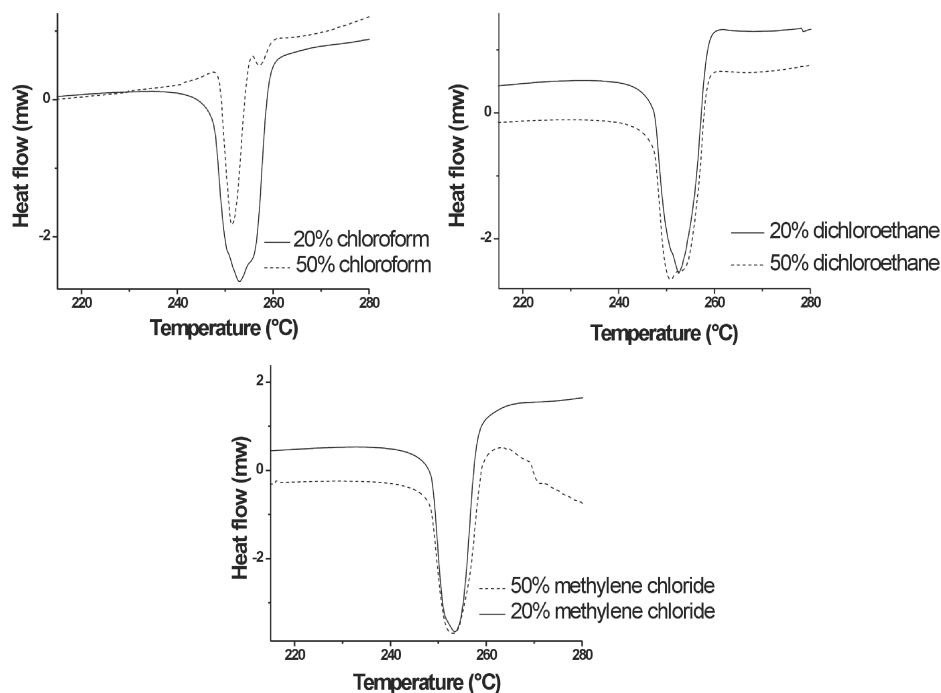 Heat flow (mw)
0
-2
20% chloroform
50% chloroform
220 240 260 280
Temperature (°C)
Heat flow (mw)
0
-2
20% dichloroethane
50% dichloroethane
220 240 260 280
Temperature (°C)
Heat flow (mw)
2
0
-2
50% methylene chloride
20% methylene chloride
220 240 260 280
Temperature (°C)